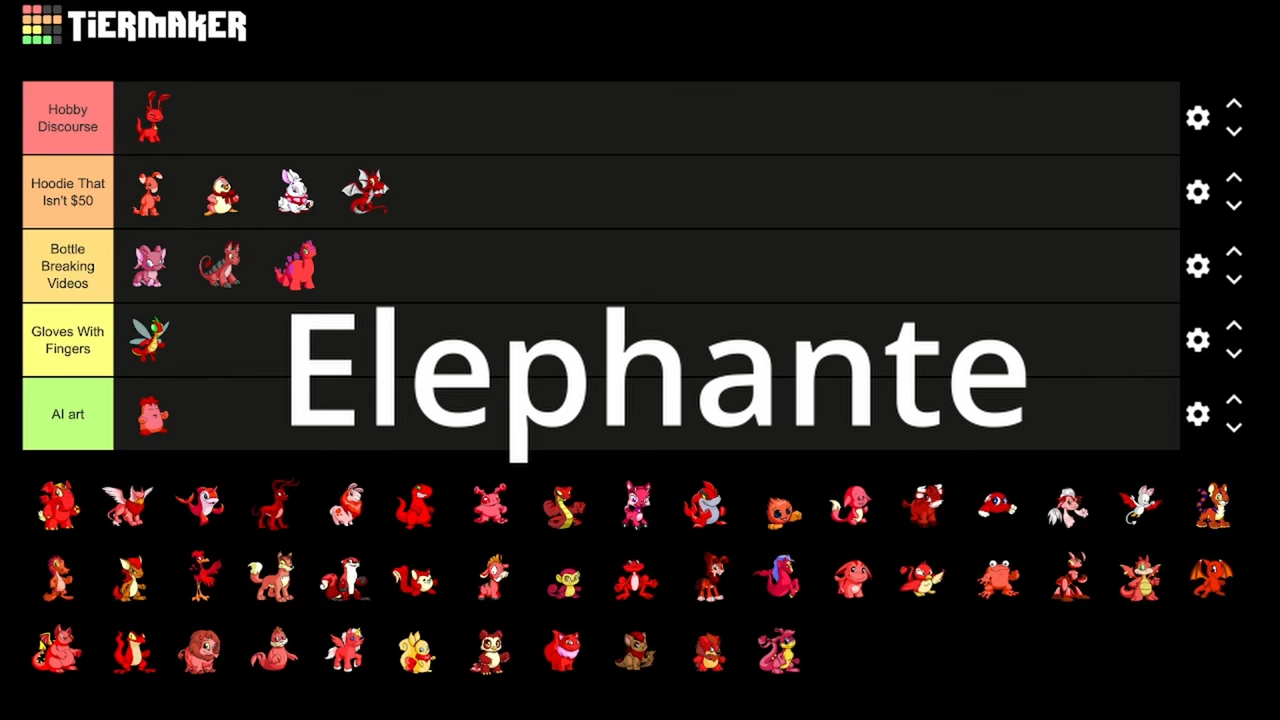 TiERMAKER
Hobby
Discourse
Hoodie That
Isn't $50
Bottle
Breaking
Videos
Gloves With
Fingers
AI art
Elephante